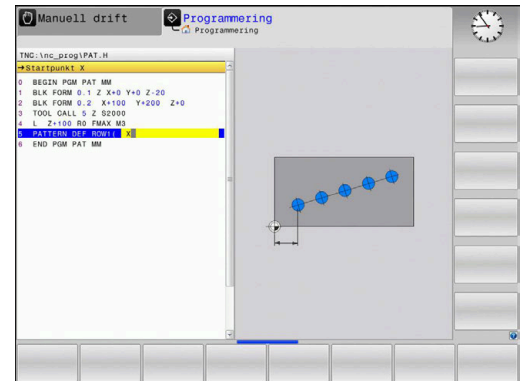 Manuell drift
Programmering
Programmering
TNC:\nc_prog\PAT.H
→Startpunkt X
0 BEGIN PGM PAT MM
1 BLK FORM 0.1 Z X+0 Y+0 Z-20
2 BLK FORM 0.2 X+100 Y+200 Z+0
3 TOOL CALL 5 Z S2000
4 L Z+100 R0 FMAX M3
5 PATTERN DEF ROW1( X
6 END PGM PAT MM